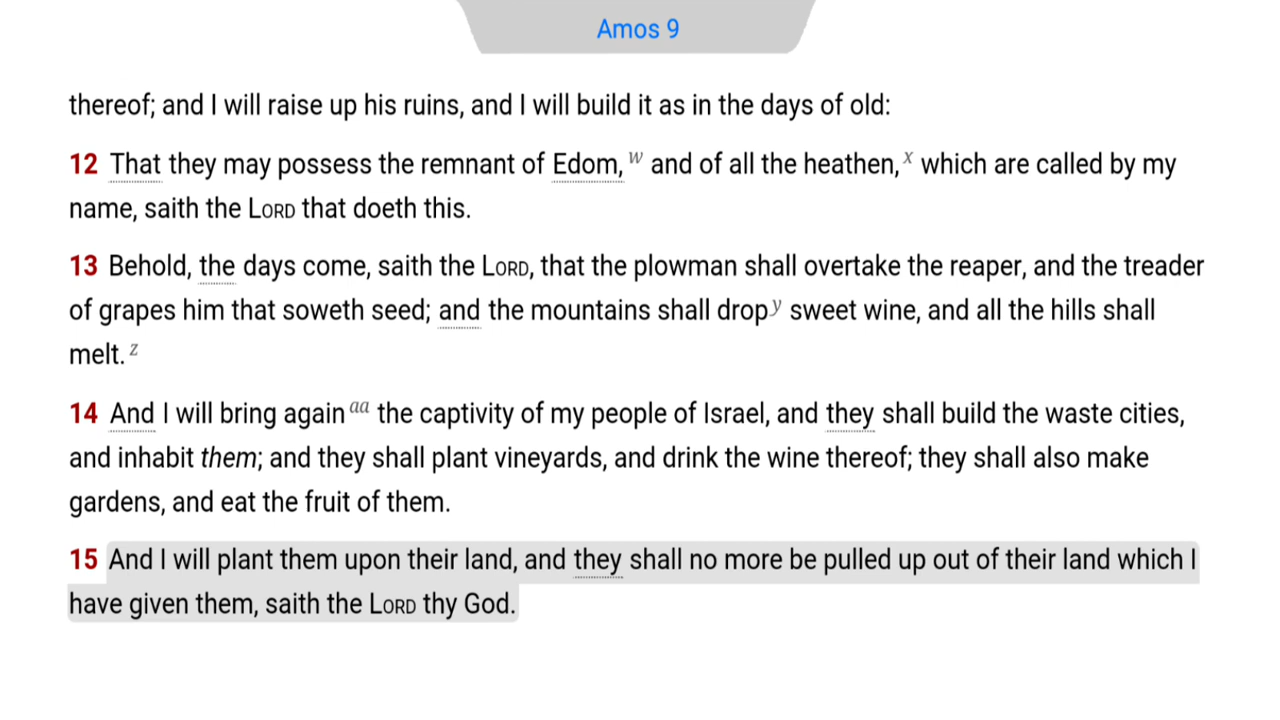 Amos 9
thereof; and I will raise up his ruins, and I will build it as in the days of old:
12 That they may possess the remnant of Edom, w and of all the heathen, x which are called by my
name, saith the LORD that doeth this.
13 Behold, the days come, saith the LORD, that the plowman shall overtake the reaper, and the treader
of grapes him that soweth seed; and the mountains shall drop y sweet wine, and all the hills shall
melt. z
14 And I will bring again aa the captivity of my people of Israel, and they shall build the waste cities,
and inhabit them; and they shall plant vineyards, and drink the wine thereof; they shall also make
gardens, and eat the fruit of them.
15 And I will plant them upon their land, and they shall no more be pulled up out of their land which I
have given them, saith the LORD thy God.